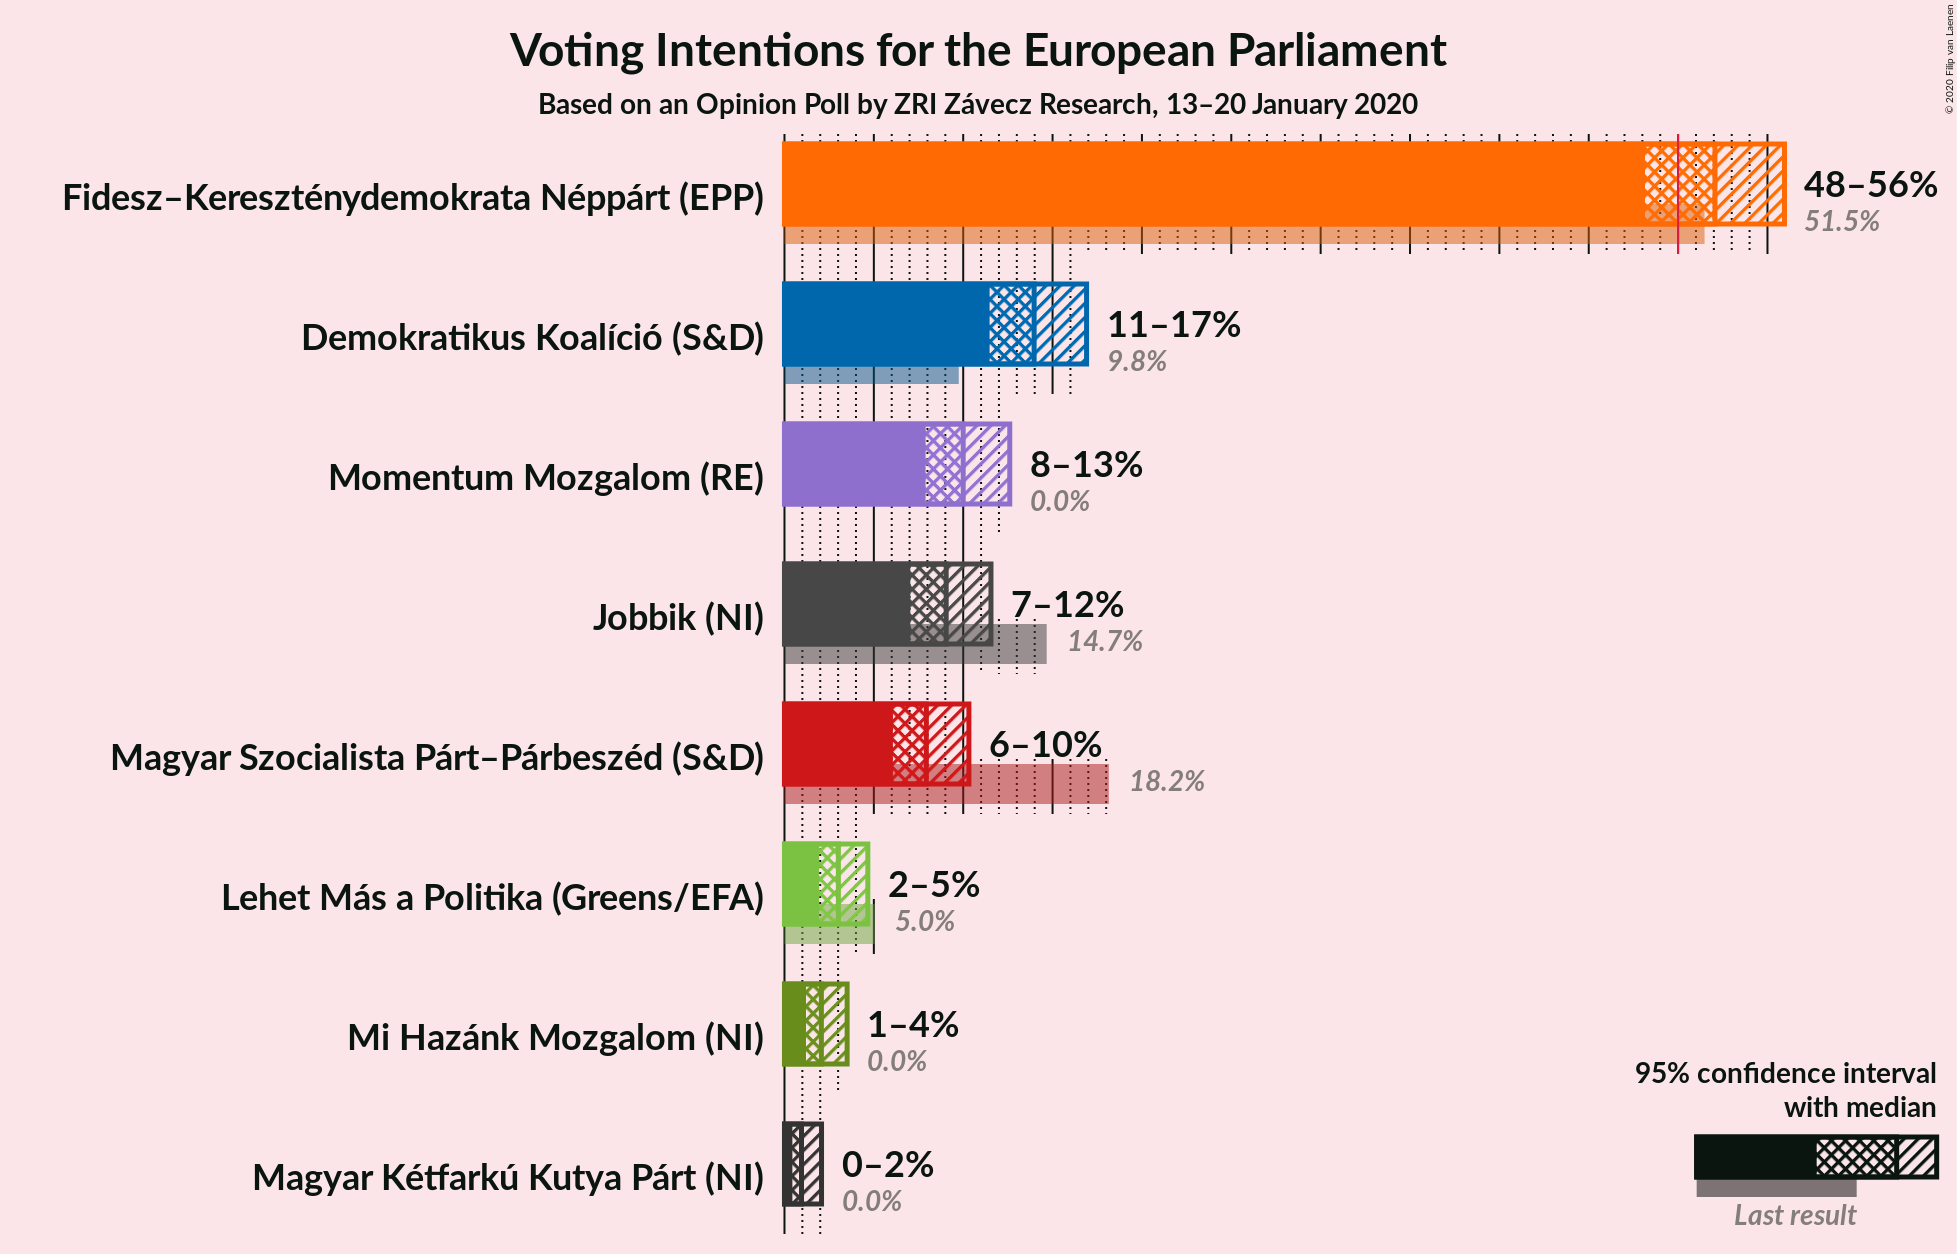 Voting Intentions for the European Parliament
Based on an Opinion Poll by ZRI Závecz Research, 13–20 January 2020
© 2020 Filip van Laenen
Fidesz–Kereszténydemokrata Néppárt (EPP)
48–56%
51.5%
Demokratikus Koalíció (S&D)
11–17%
9.8%
Momentum Mozgalom (RE)
8–13%
0.0%
Jobbik (NI)
7–12%
14.7%
Magyar Szocialista Párt–Párbeszéd (S&D)
6–10%
18.2%
Lehet Más a Politika (Greens/EFA)
2–5%
5.0%
Mi Hazánk Mozgalom (NI)
1–4%
0.0%
Magyar Kétfarkú Kutya Párt (NI)
0–2%
0.0%
95% confidence interval
with median
Last result